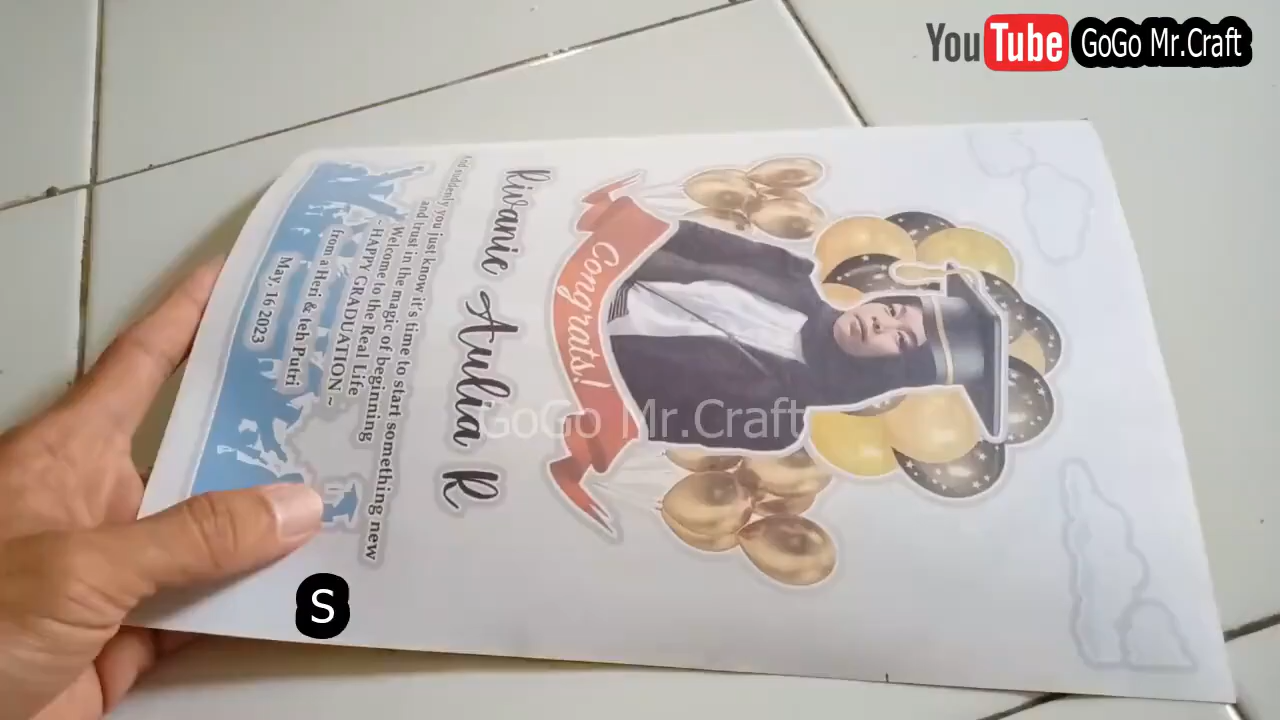 YouTube GoGo Mr.Craft
Congrats!
Rivanic Aulia R
And suddenly you just know it's time to start something new
and trust in the magic of beginning
Welcome to the Real Life
~ HAPPY GRADUATION ~
from a Heri & teh Putri
May, 16 2023
GoGo Mr.Craft
S